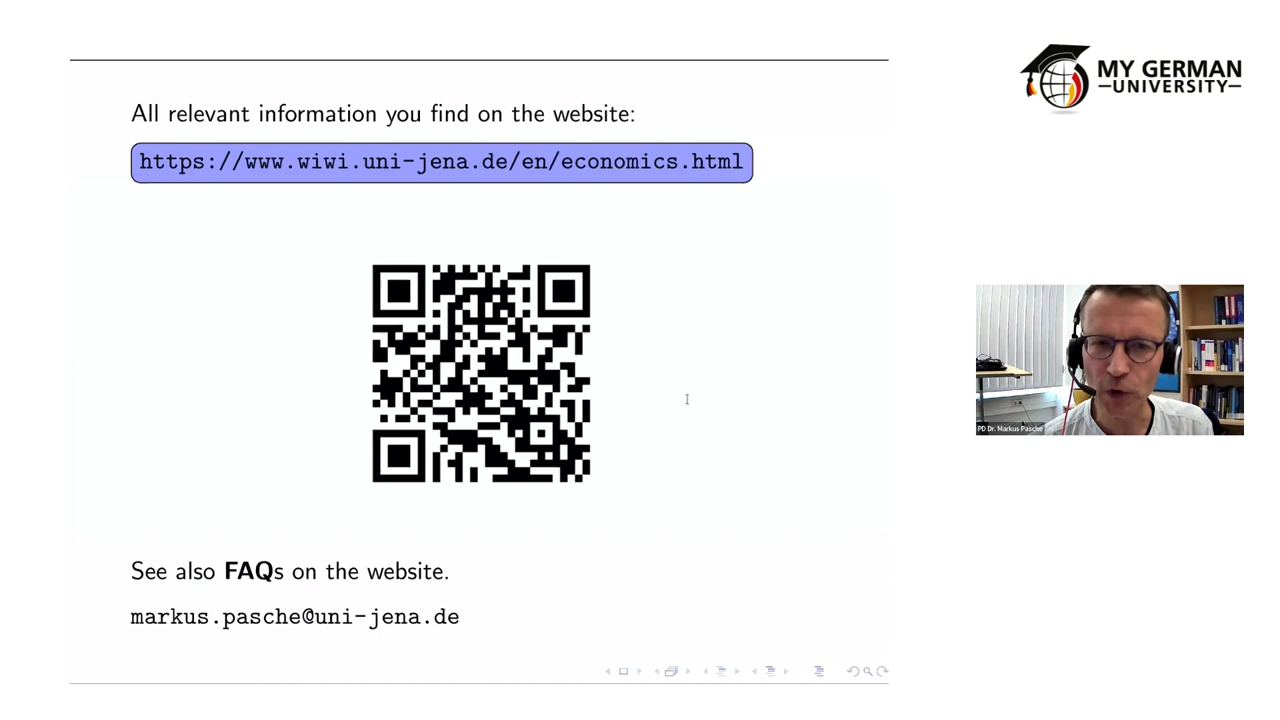 MY GERMAN
UNIVERSITY
All relevant information you find on the website:
https://www.wiwi.uni-jena.de/en/economics.html
PD Dr. Markus Pasche
See also FAQs on the website.
markus.pasche@uni-jena.de